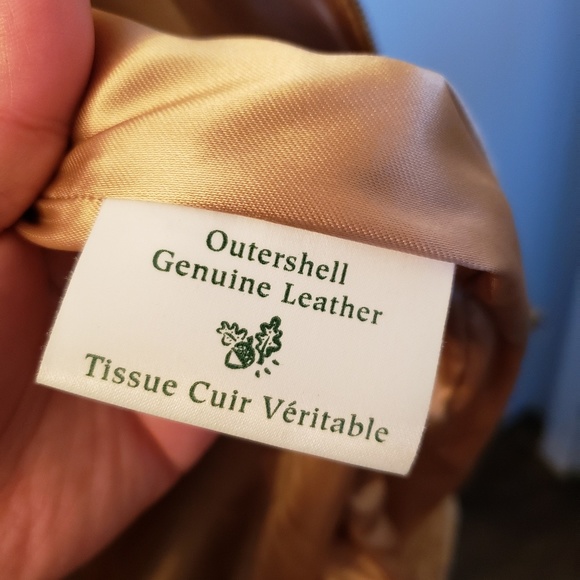 Outershell
Genuine Leather
Tissue Cuir Véritable